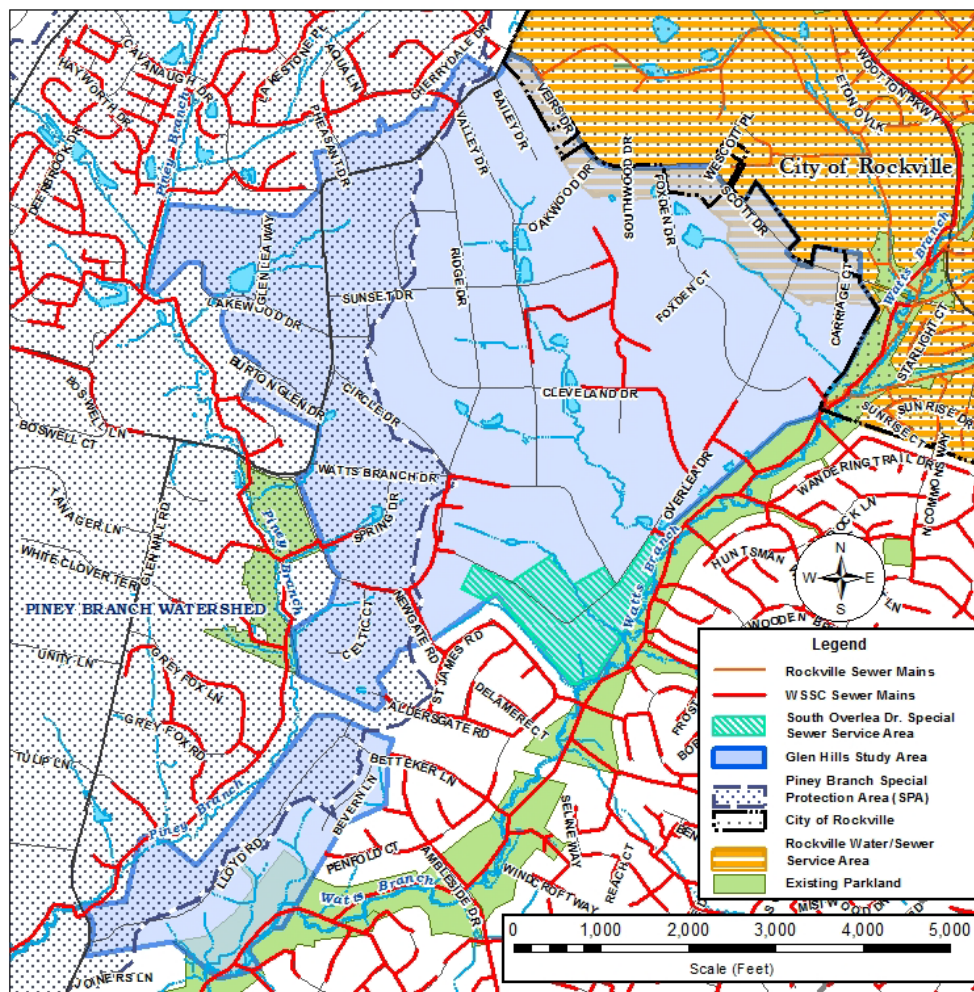 CAVANAUGH DR
HAYWORTH DR
LAKESTONE PL
AQUA LN
CHERRYDALE DR
PHEASANT DR
Piney Branch
VALLEY DR
BAILEY DR
VEIRS DR
WOOTTON PKWY
ETON OVLK
City of Rockville
WESCOTT PL
SCOTT DR
SOUTHWOOD DR
FOXDEN DR
OAKWOOD DR
GLEN LEA WAY
LAKEWOOD DR
SUNSET DR
RIDGE DR
FOXDEN CT
CARRIAGE CT
Watts Branch
STARLIGHT CT
BURTON GLEN DR
CIRCLE DR
CLEVELAND DR
SUNRISE DR
SUNRISE CT
BOSWELL LN
BOSWELL CT
WATTS BRANCH DR
OVERLEA DR
WANDERING TRAIL DR
TANAGER LN
GLEN MILL RD
Piney Branch
SPRING DR
Watts Branch
HUNTSMAN
WHITE CLOVER TER
PINEY BRANCH WATERSHED
CELTIC CT
NEWGATE RD
ST JAMES RD
N
W E
S
UNITY LN
GREY FOX LN
GREY FOX RD
TULIP LN
DELAMERE CT
ALDERSGATE RD
BETTEKER LN
BEVERN LN
Piney Branch
LLOYD RD
PENFOLD CT
AMBLESIDE DR
Watts Branch
SELINE WAY
WINDCROFT WAY
REACH CT
JOINERS LN
Legend
Rockville Sewer Mains
WSSC Sewer Mains
South Overlea Dr. Special
Sewer Service Area
Glen Hills Study Area
Piney Branch Special
Protection Area (SPA)
City of Rockville
Rockville Water/Sewer
Service Area
Existing Parkland
0 1,000 2,000 3,000 4,000 5,000
Scale (Feet)